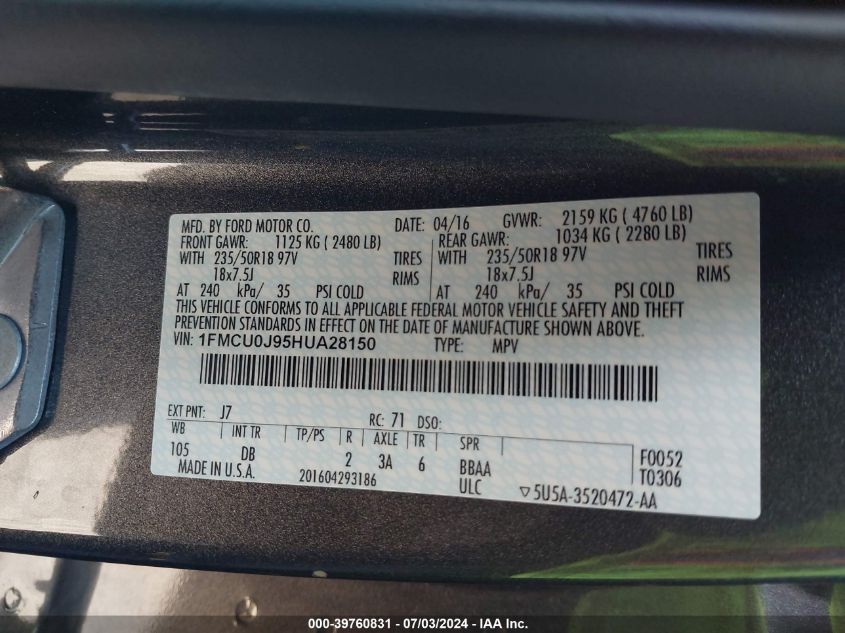 MFD. BY FORD MOTOR CO. DATE: 04/16 GVWR: 2159 KG ( 4760 LB)
FRONT GAWR: 1125 KG ( 2480 LB) REAR GAWR: 1034 KG ( 2280 LB)
WITH 235/50R18 97V TIRES WITH 235/50R18 97V TIRES
18x7.5J RIMS 18x7.5J RIMS
AT 240 kPa/ 35 PSI COLD AT 240 kPa/ 35 PSI COLD
THIS VEHICLE CONFORMS TO ALL APPLICABLE FEDERAL MOTOR VEHICLE SAFETY AND THEFT
PREVENTION STANDARDS IN EFFECT ON THE DATE OF MANUFACTURE SHOWN ABOVE.
VIN: 1FMCU0J95HUA28150 TYPE: MPV
EXT PNT: J7 RC: 71 DSO:
WB INT TR TP/PS R AXLE TR SPR
105 DB 2 3A 6 BBAA F0052
MADE IN U.S.A. 201604293186 ULC T0306
▽5U5A-3520472-AA
000-39760831 - 07/03/2024 - IAA Inc.